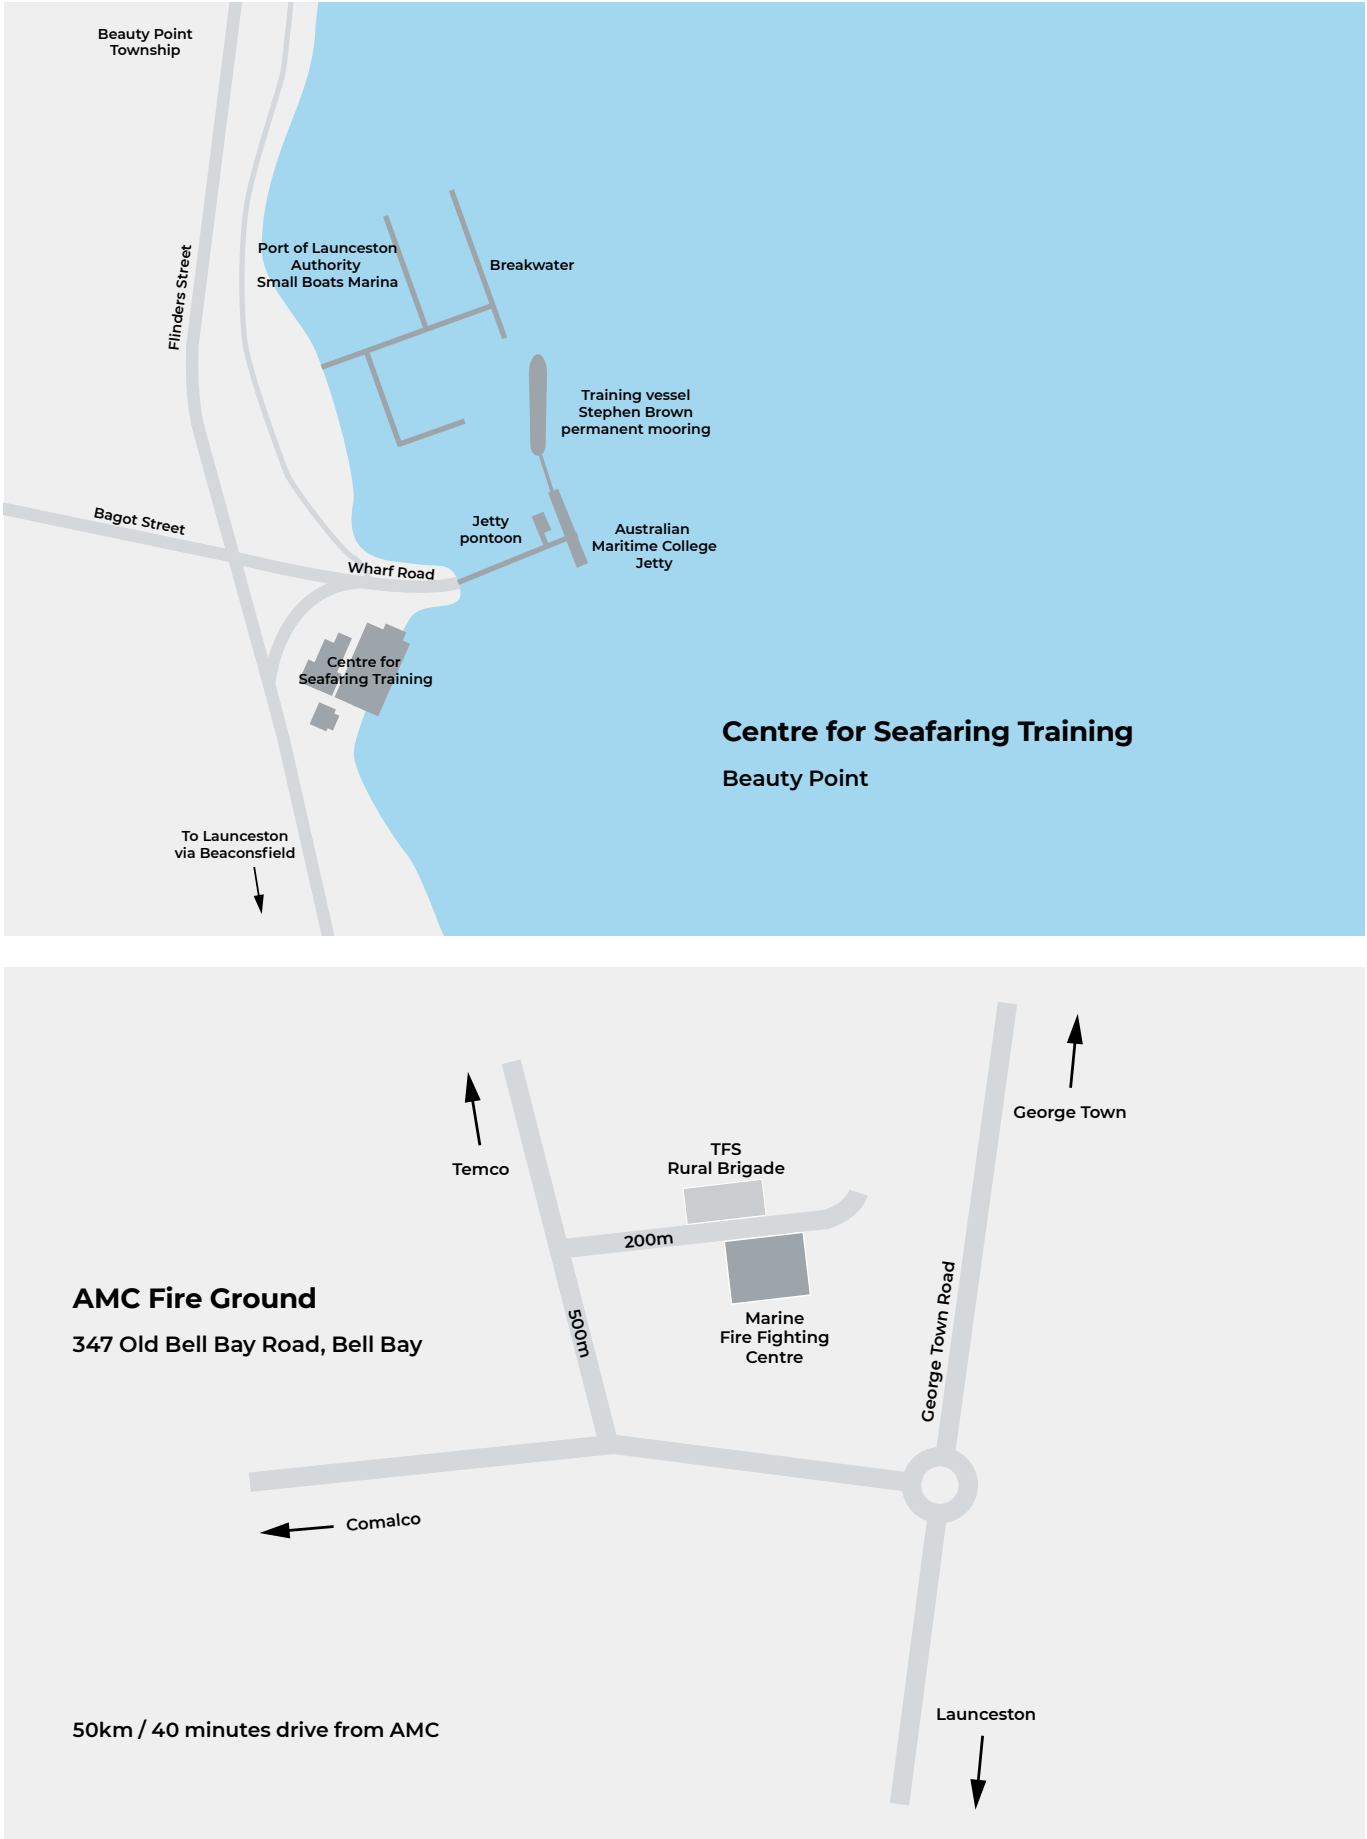 Beauty Point
Township
Flinders Street
Port of Launceston
Authority
Small Boats Marina
Breakwater
Training vessel
Stephen Brown
permanent mooring
Bagot Street
Jetty
pontoon
Australian
Maritime College
Jetty
Wharf Road
Centre for
Seafaring Training
Centre for Seafaring Training
Beauty Point
To Launceston
via Beaconsfield
George Town
Temco
TFS
Rural Brigade
200m
AMC Fire Ground
347 Old Bell Bay Road, Bell Bay
500m
Marine
Fire Fighting
Centre
George Town Road
Comalco
Launceston
50km / 40 minutes drive from AMC